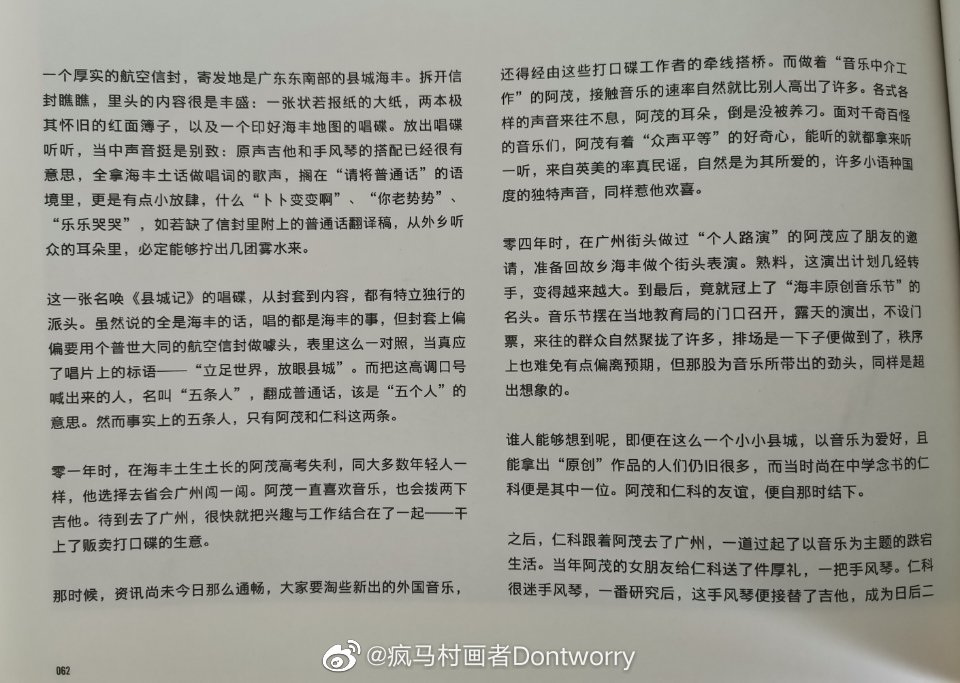 一个厚实的航空信封，寄发地是广东东南部的县城海丰。拆开信
封瞧瞧，里头的内容很是丰盛：一张状若报纸的大纸，两本极
其怀旧的红面簿子，以及一个印好海丰地图的唱碟。放出唱碟
听听，当中声音挺是别致：原声吉他和手风琴的搭配已经很有
意思，全拿海丰土话做唱词的歌声，搁在“请将普通话”的语
境里，更是有点小放肆，什么“卜卜变变啊”、“你老势势”、
“乐乐哭哭”，如若缺了信封里附上的普通话翻译稿，从外乡听
众的耳朵里，必定能够拧出几团雾水来。
这一张名唤《县城记》的唱碟，从封套到内容，都有特立独行的
派头。虽然说的全是海丰的话，唱的都是海丰的事，但封套上偏
偏要用个普世大同的航空信封做噱头，表里这么一对照，当真应
了唱片上的标语——“立足世界，放眼县城”。而把这高调口号
喊出来的人，名叫“五条人”，翻成普通话，该是“五个人”的
意思。然而事实上的五条人，只有阿茂和仁科这两条。
零一年时，在海丰土生土长的阿茂高考失利，同大多数年轻人一
样，他选择去省会广州闯一闯。阿茂一直喜欢音乐，也会拨两下
吉他。待到去了广州，很快就把兴趣与工作结合在了一起——干
上了贩卖打口碟的生意。
那时候，资讯尚未今日那么通畅，大家要淘些新出的外国音乐，
还得经由这些打口碟工作者的牵线搭桥。而做着“音乐中介工
作”的阿茂，接触音乐的速率自然就比别人高出了许多。各式各
样的声音来往不息，阿茂的耳朵，倒是没被养刁。面对千奇百怪
的音乐们，阿茂有着“众声平等”的好奇心，能听的就都拿来听
一听，来自英美的率真民谣，自然是为其所爱的，许多小语种国
度的独特声音，同样惹他欢喜。
零四年时，在广州街头做过“个人路演”的阿茂应了朋友的邀
请，准备回故乡海丰做个街头表演。熟料，这演出计划几经转
手，变得越来越大。到最后，竟就冠上了“海丰原创音乐节”的
名头。音乐节摆在当地教育局的门口召开，露天的演出，不设门
票，来往的群众自然聚拢了许多，排场是一下子便做到了，秩序
上也难免有点偏离预期，但那股为音乐所带出的劲头，同样是超
出想象的。
谁人能够想到呢，即便在这么一个小小县城，以音乐为爱好，且
能拿出“原创”作品的人们仍旧很多，而当时尚在中学念书的仁
科便是其中一位。阿茂和仁科的友谊，便自那时结下。
之后，仁科跟着阿茂去了广州，一道过起了以音乐为主题的跌宕
生活。当年阿茂的女朋友给仁科送了件厚礼，一把手风琴。仁科
很迷手风琴，一番研究后，这手风琴便接替了吉他，成为日后二
062
@疯马村画者Dontworry